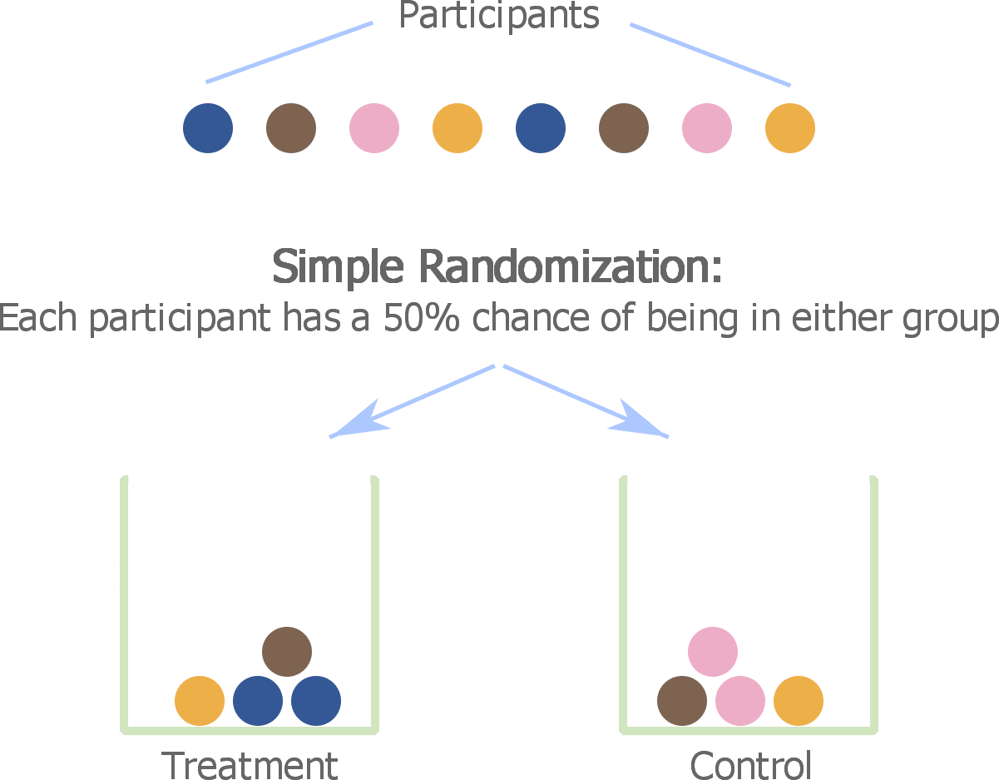 Participants
Simple Randomization:
Each participant has a 50% chance of being in either group
Treatment
Control